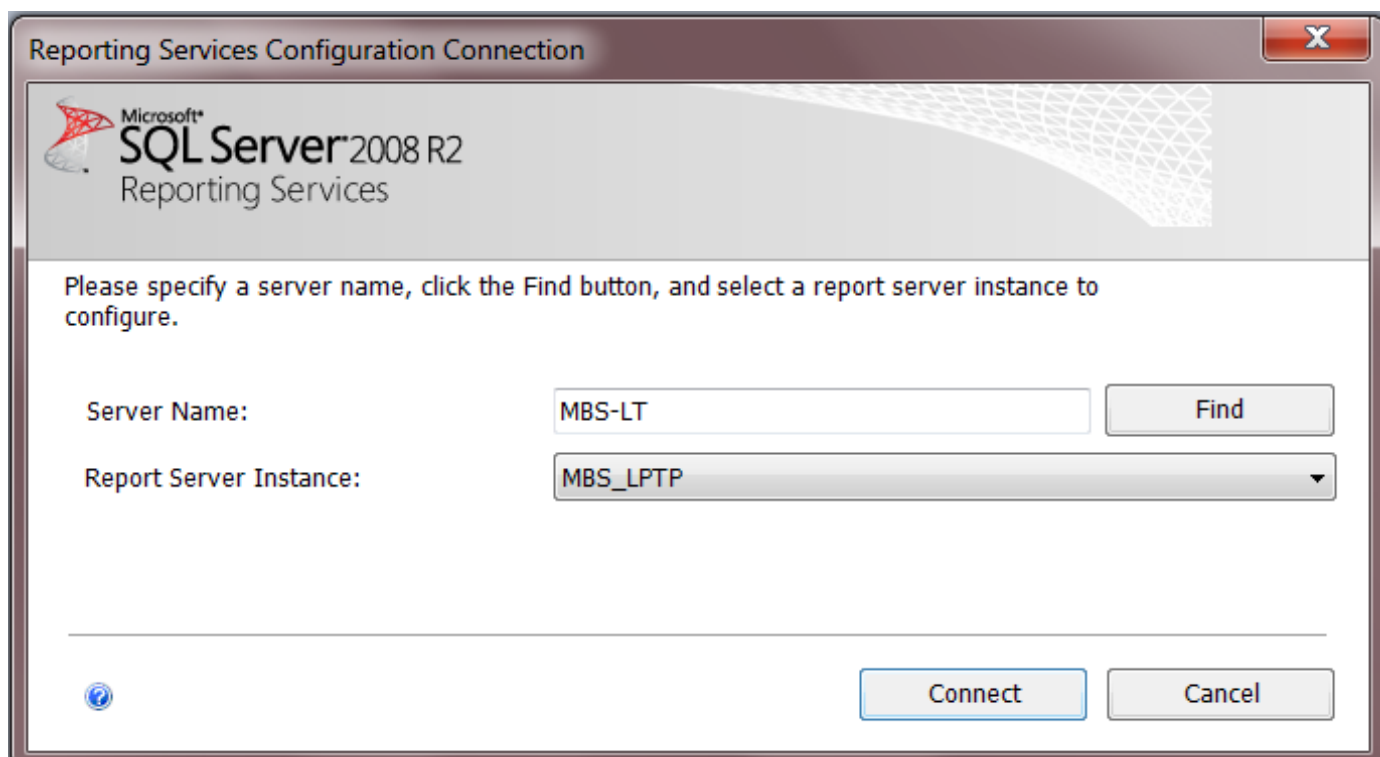 Reporting Services Configuration Connection
Microsoft®
SQL Server® 2008 R2
Reporting Services
Please specify a server name, click the Find button, and select a report server instance to
configure.
Server Name: MBS-LT Find
Report Server Instance: MBS_LPTP
Connect Cancel